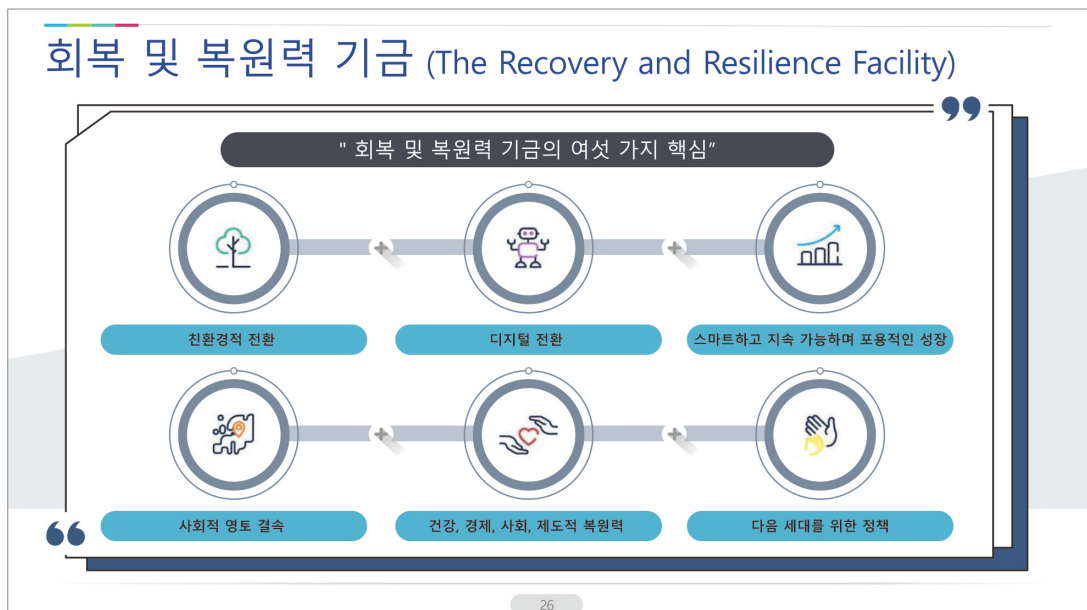 회복 및 복원력 기금 (The Recovery and Resilience Facility)
" 회복 및 복원력 기금의 여섯 가지 핵심”
친환경적 전환
디지털 전환
스마트하고 지속 가능하며 포용적인 성장
사회적 영토 결속
건강, 경제, 사회, 제도적 복원력
다음 세대를 위한 정책
26